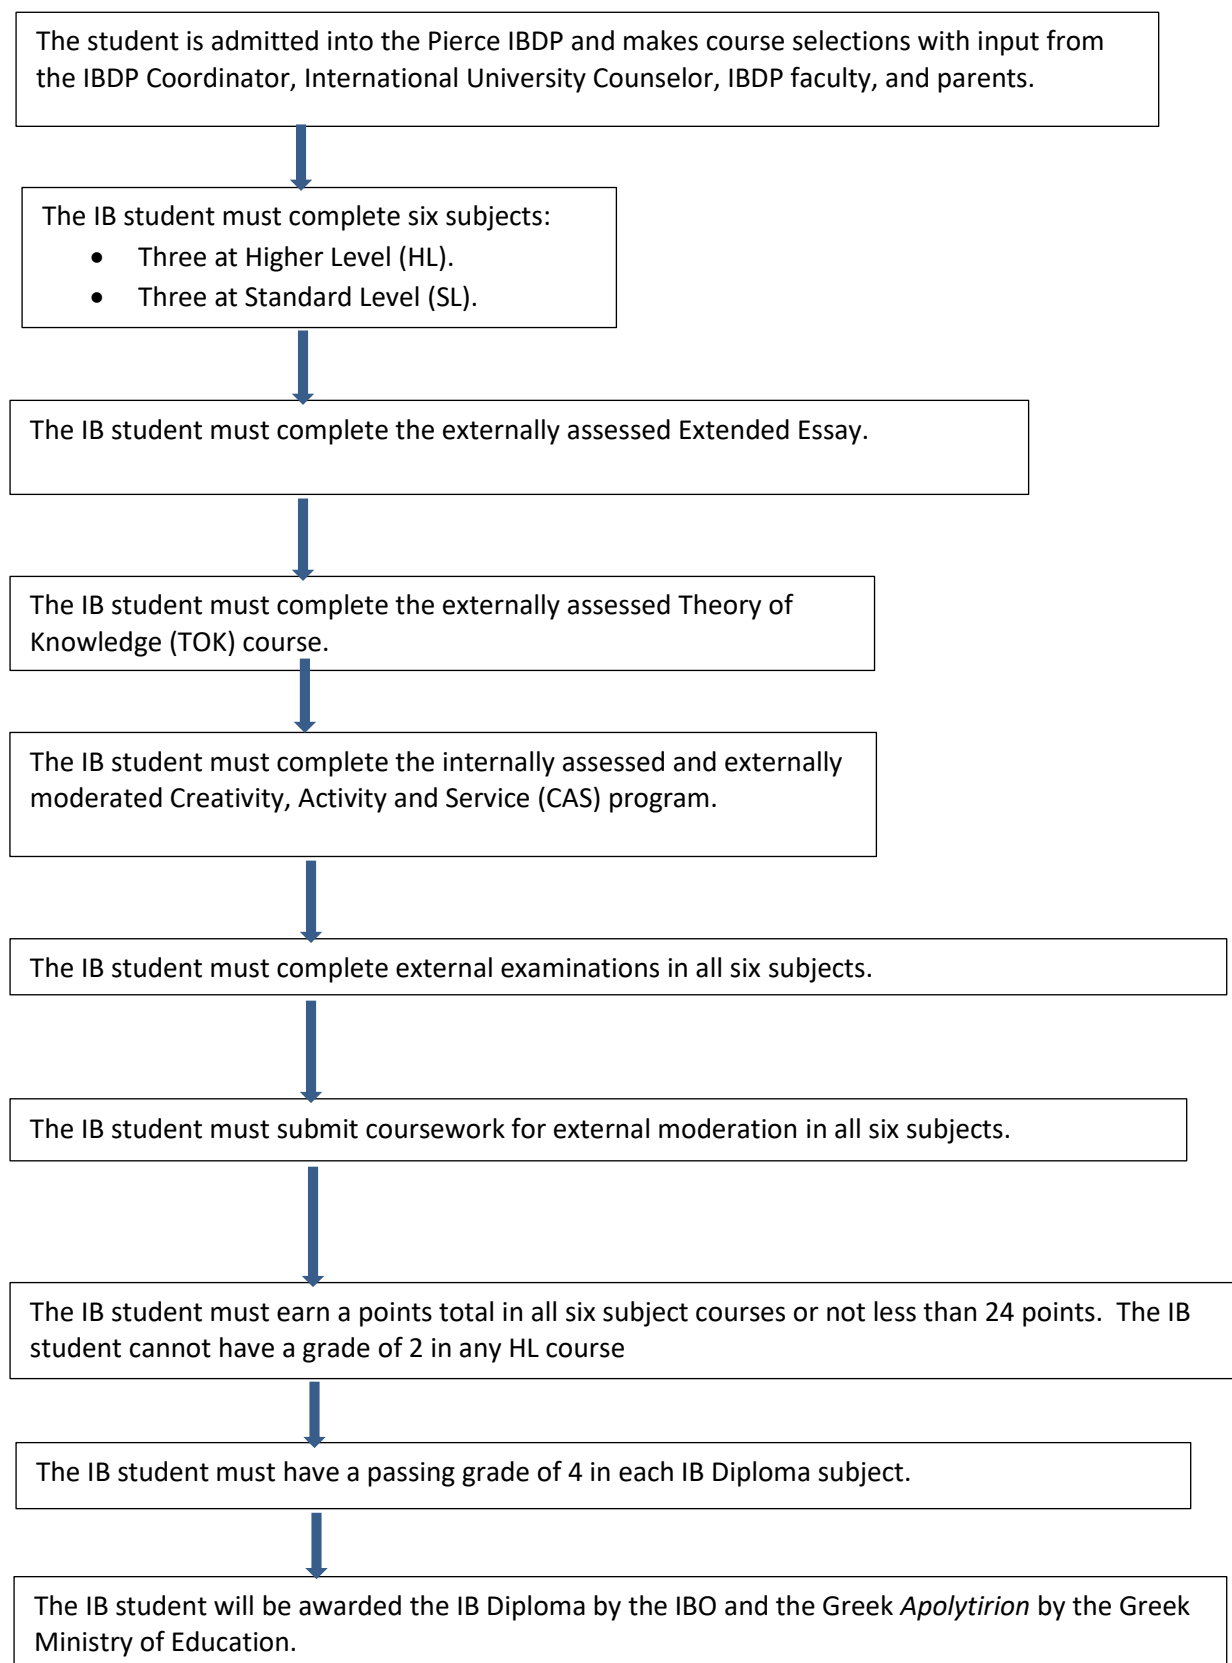 The student is admitted into the Pierce IBDP and makes course selections with input from
the IBDP Coordinator, International University Counselor, IBDP faculty, and parents.
The IB student must complete six subjects:
• Three at Higher Level (HL).
• Three at Standard Level (SL).
The IB student must complete the externally assessed Extended Essay.
The IB student must complete the externally assessed Theory of
Knowledge (TOK) course.
The IB student must complete the internally assessed and externally
moderated Creativity, Activity and Service (CAS) program.
The IB student must complete external examinations in all six subjects.
The IB student must submit coursework for external moderation in all six subjects.
The IB student must earn a points total in all six subject courses or not less than 24 points.  The IB
student cannot have a grade of 2 in any HL course
The IB student must have a passing grade of 4 in each IB Diploma subject.
The IB student will be awarded the IB Diploma by the IBO and the Greek Apolytirion by the Greek
Ministry of Education.